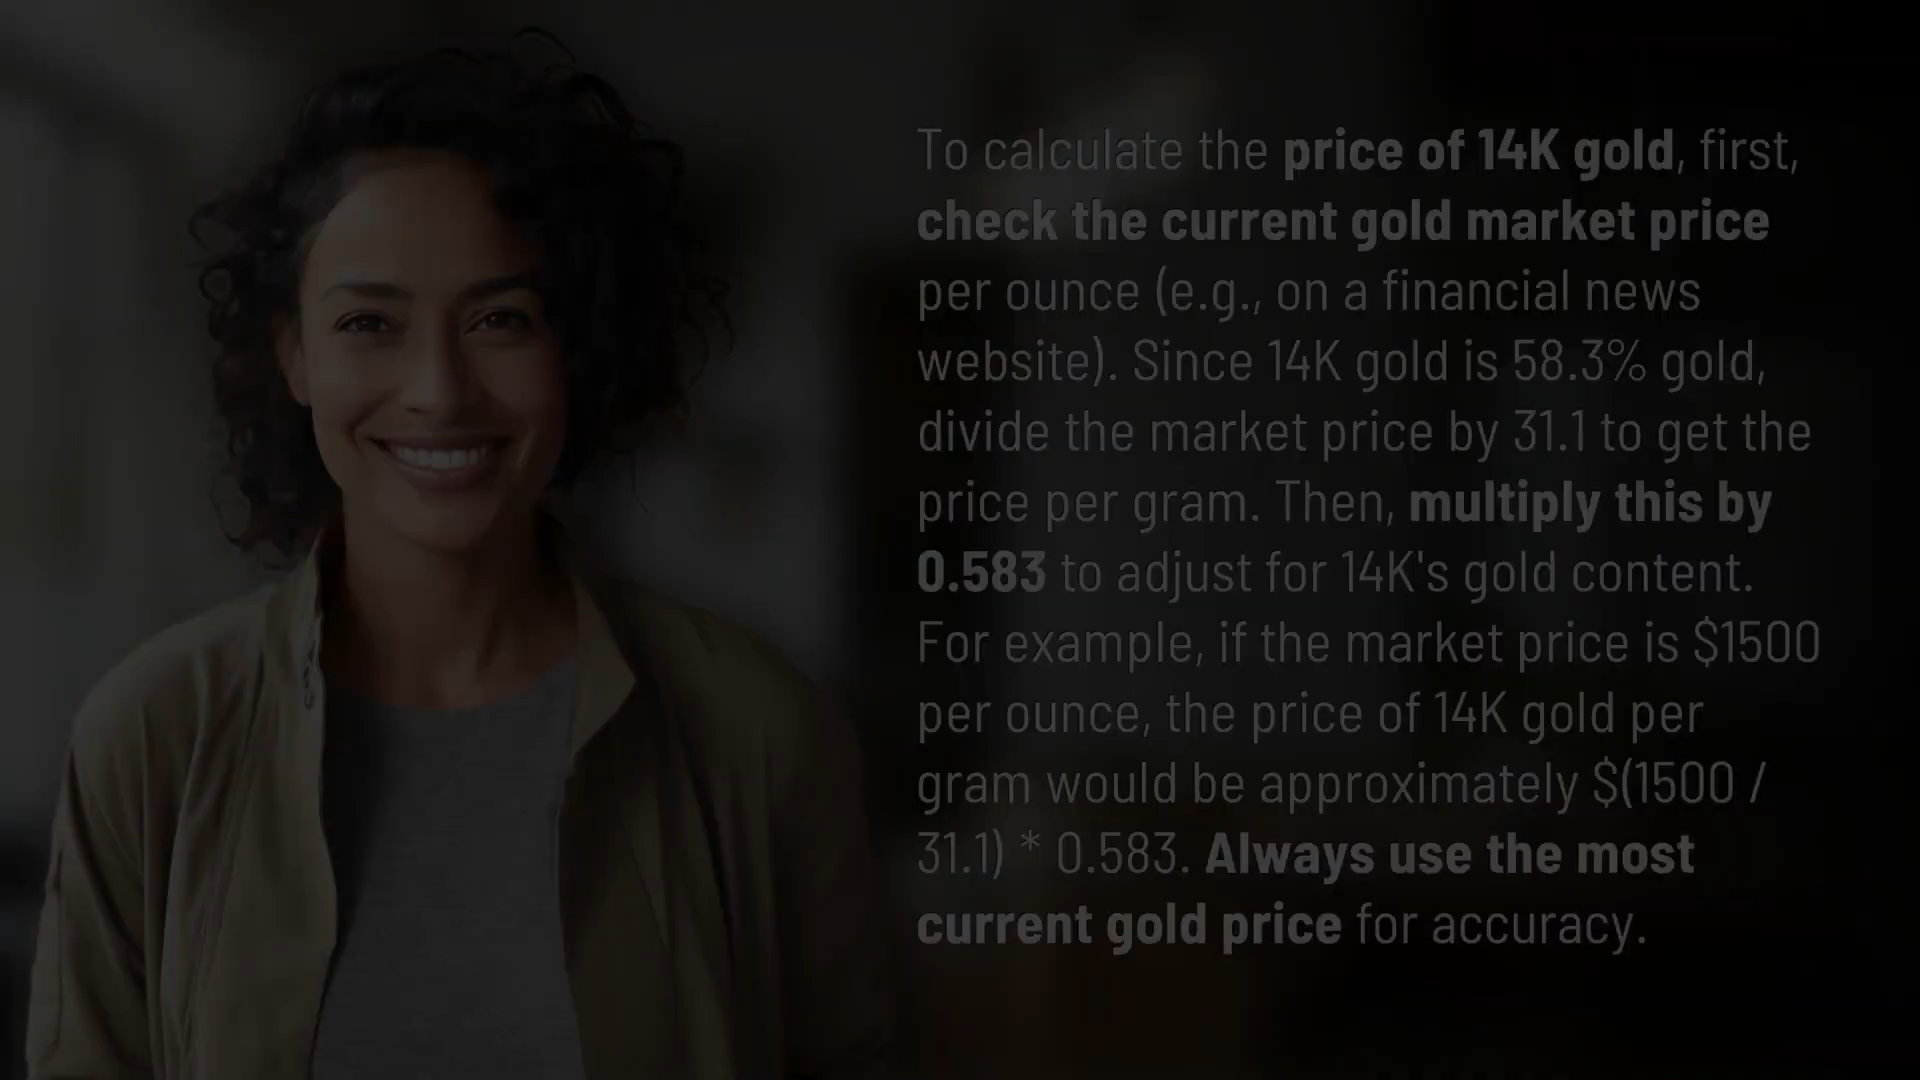 To calculate the price of 14K gold, first,
check the current gold market price
per ounce (e.g., on a financial news
website). Since 14K gold is 58.3% gold,
divide the market price by 31.1 to get the
price per gram. Then, multiply this by
0.583 to adjust for 14K's gold content.
For example, if the market price is $1500
per ounce, the price of 14K gold per
gram would be approximately $(1500 /
31.1) * 0.583. Always use the most
current gold price for accuracy.